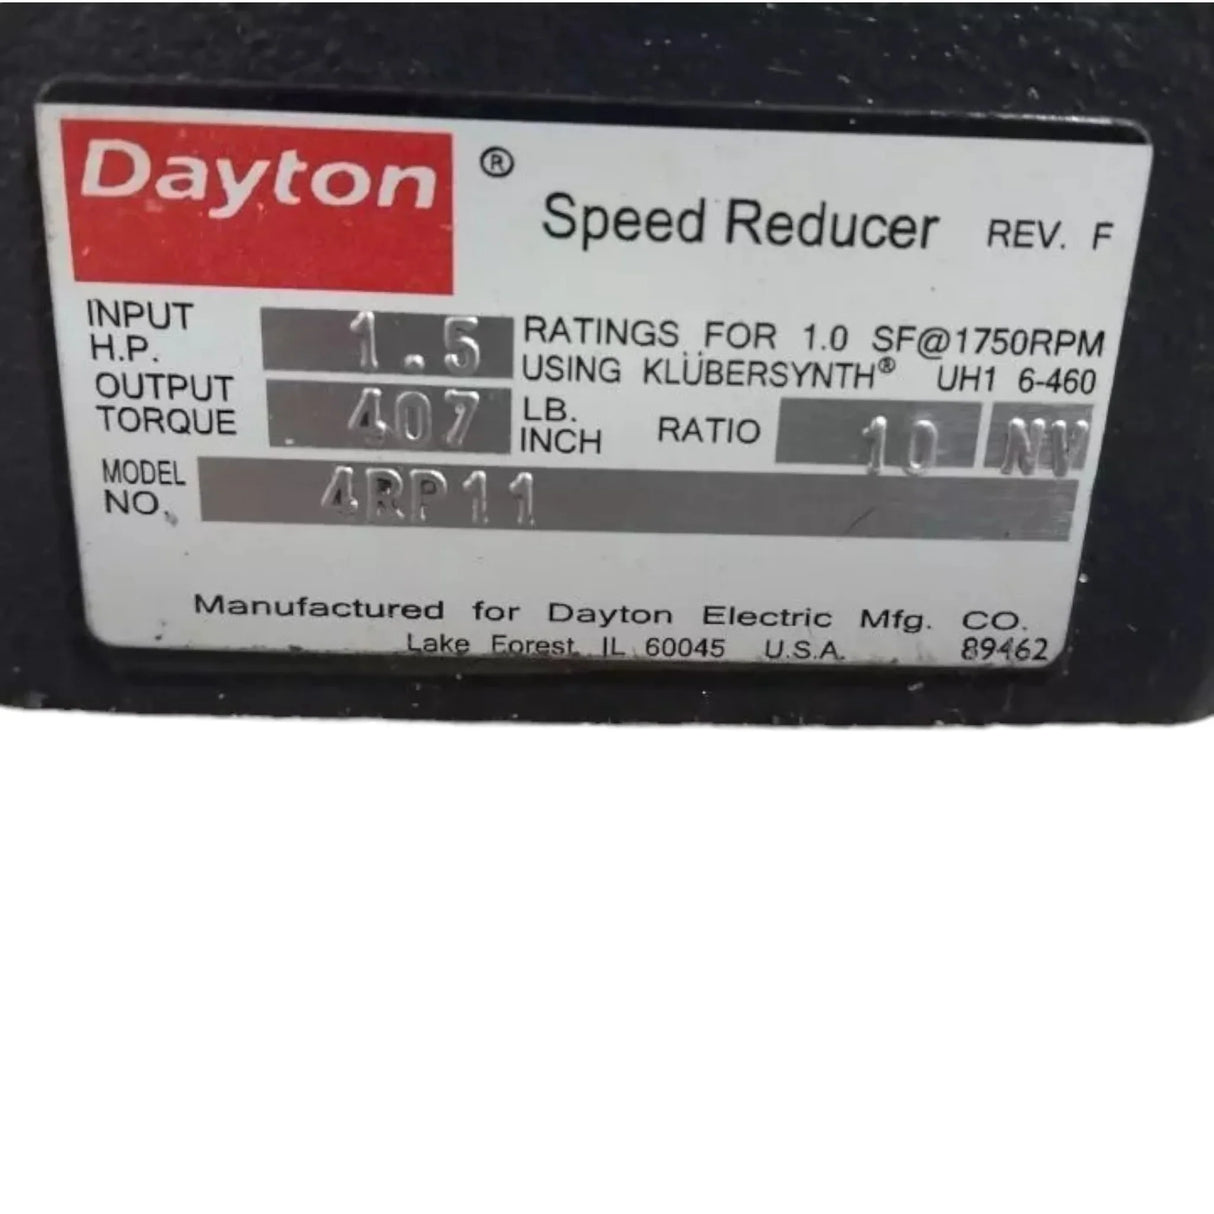 Dayton ®
Speed Reducer REV. F
INPUT H.P. 1.5
RATINGS FOR 1.0 SF@1750RPM
USING KLÜBERSYNTH® UH1 6-460
OUTPUT TORQUE 407 LB. INCH RATIO 10 NV
MODEL NO. 4RP11
Manufactured for Dayton Electric Mfg. CO.
Lake Forest, IL 60045 U.S.A. 89462